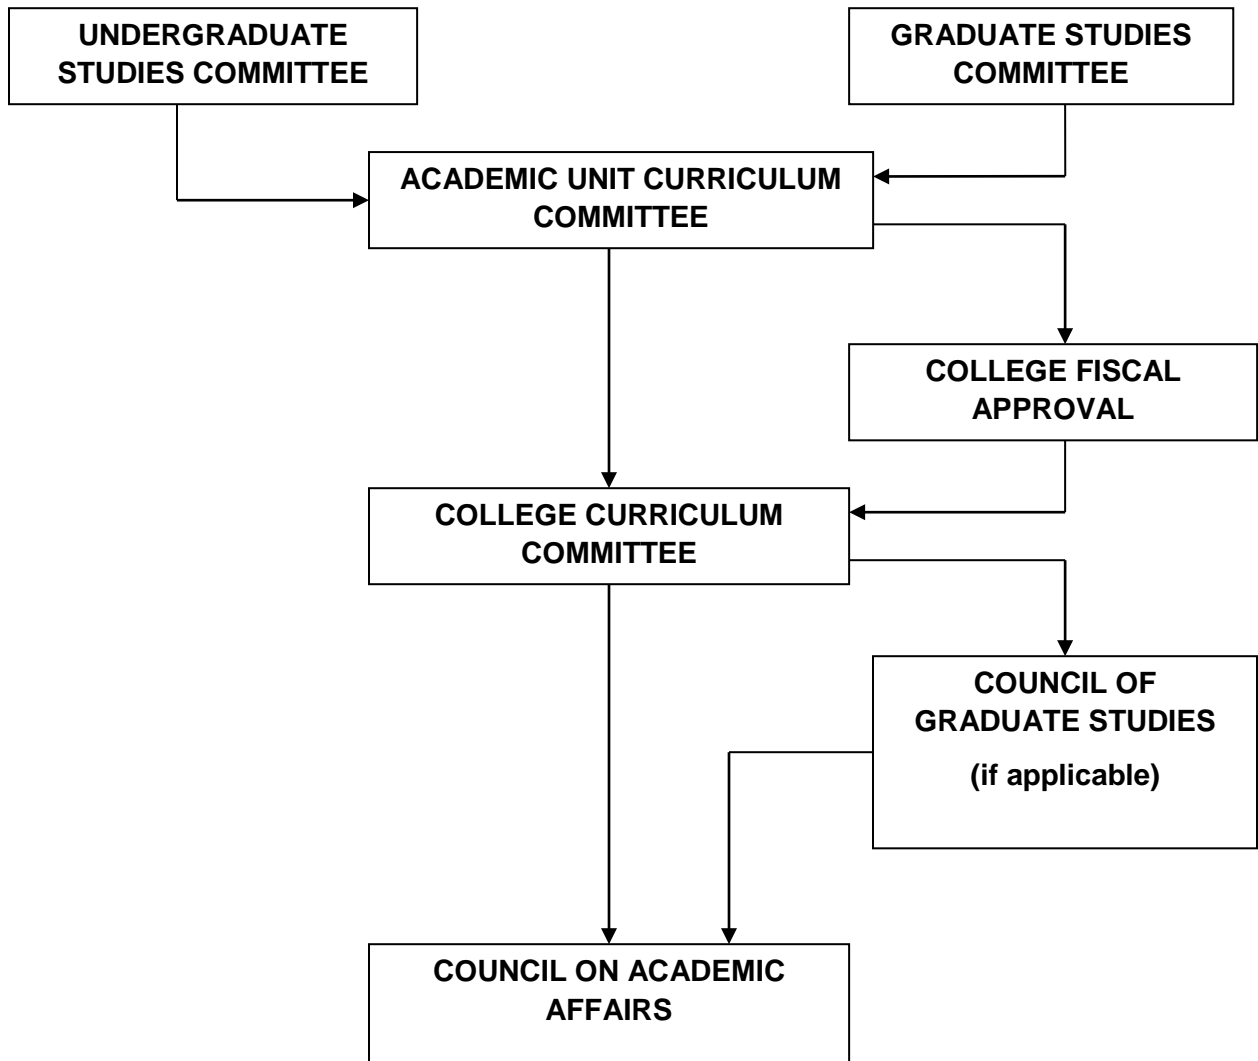 UNDERGRADUATE
STUDIES COMMITTEE
GRADUATE STUDIES
COMMITTEE
ACADEMIC UNIT CURRICULUM
COMMITTEE
COLLEGE FISCAL
APPROVAL
COLLEGE CURRICULUM
COMMITTEE
COUNCIL OF
GRADUATE STUDIES
(if applicable)
COUNCIL ON ACADEMIC
AFFAIRS